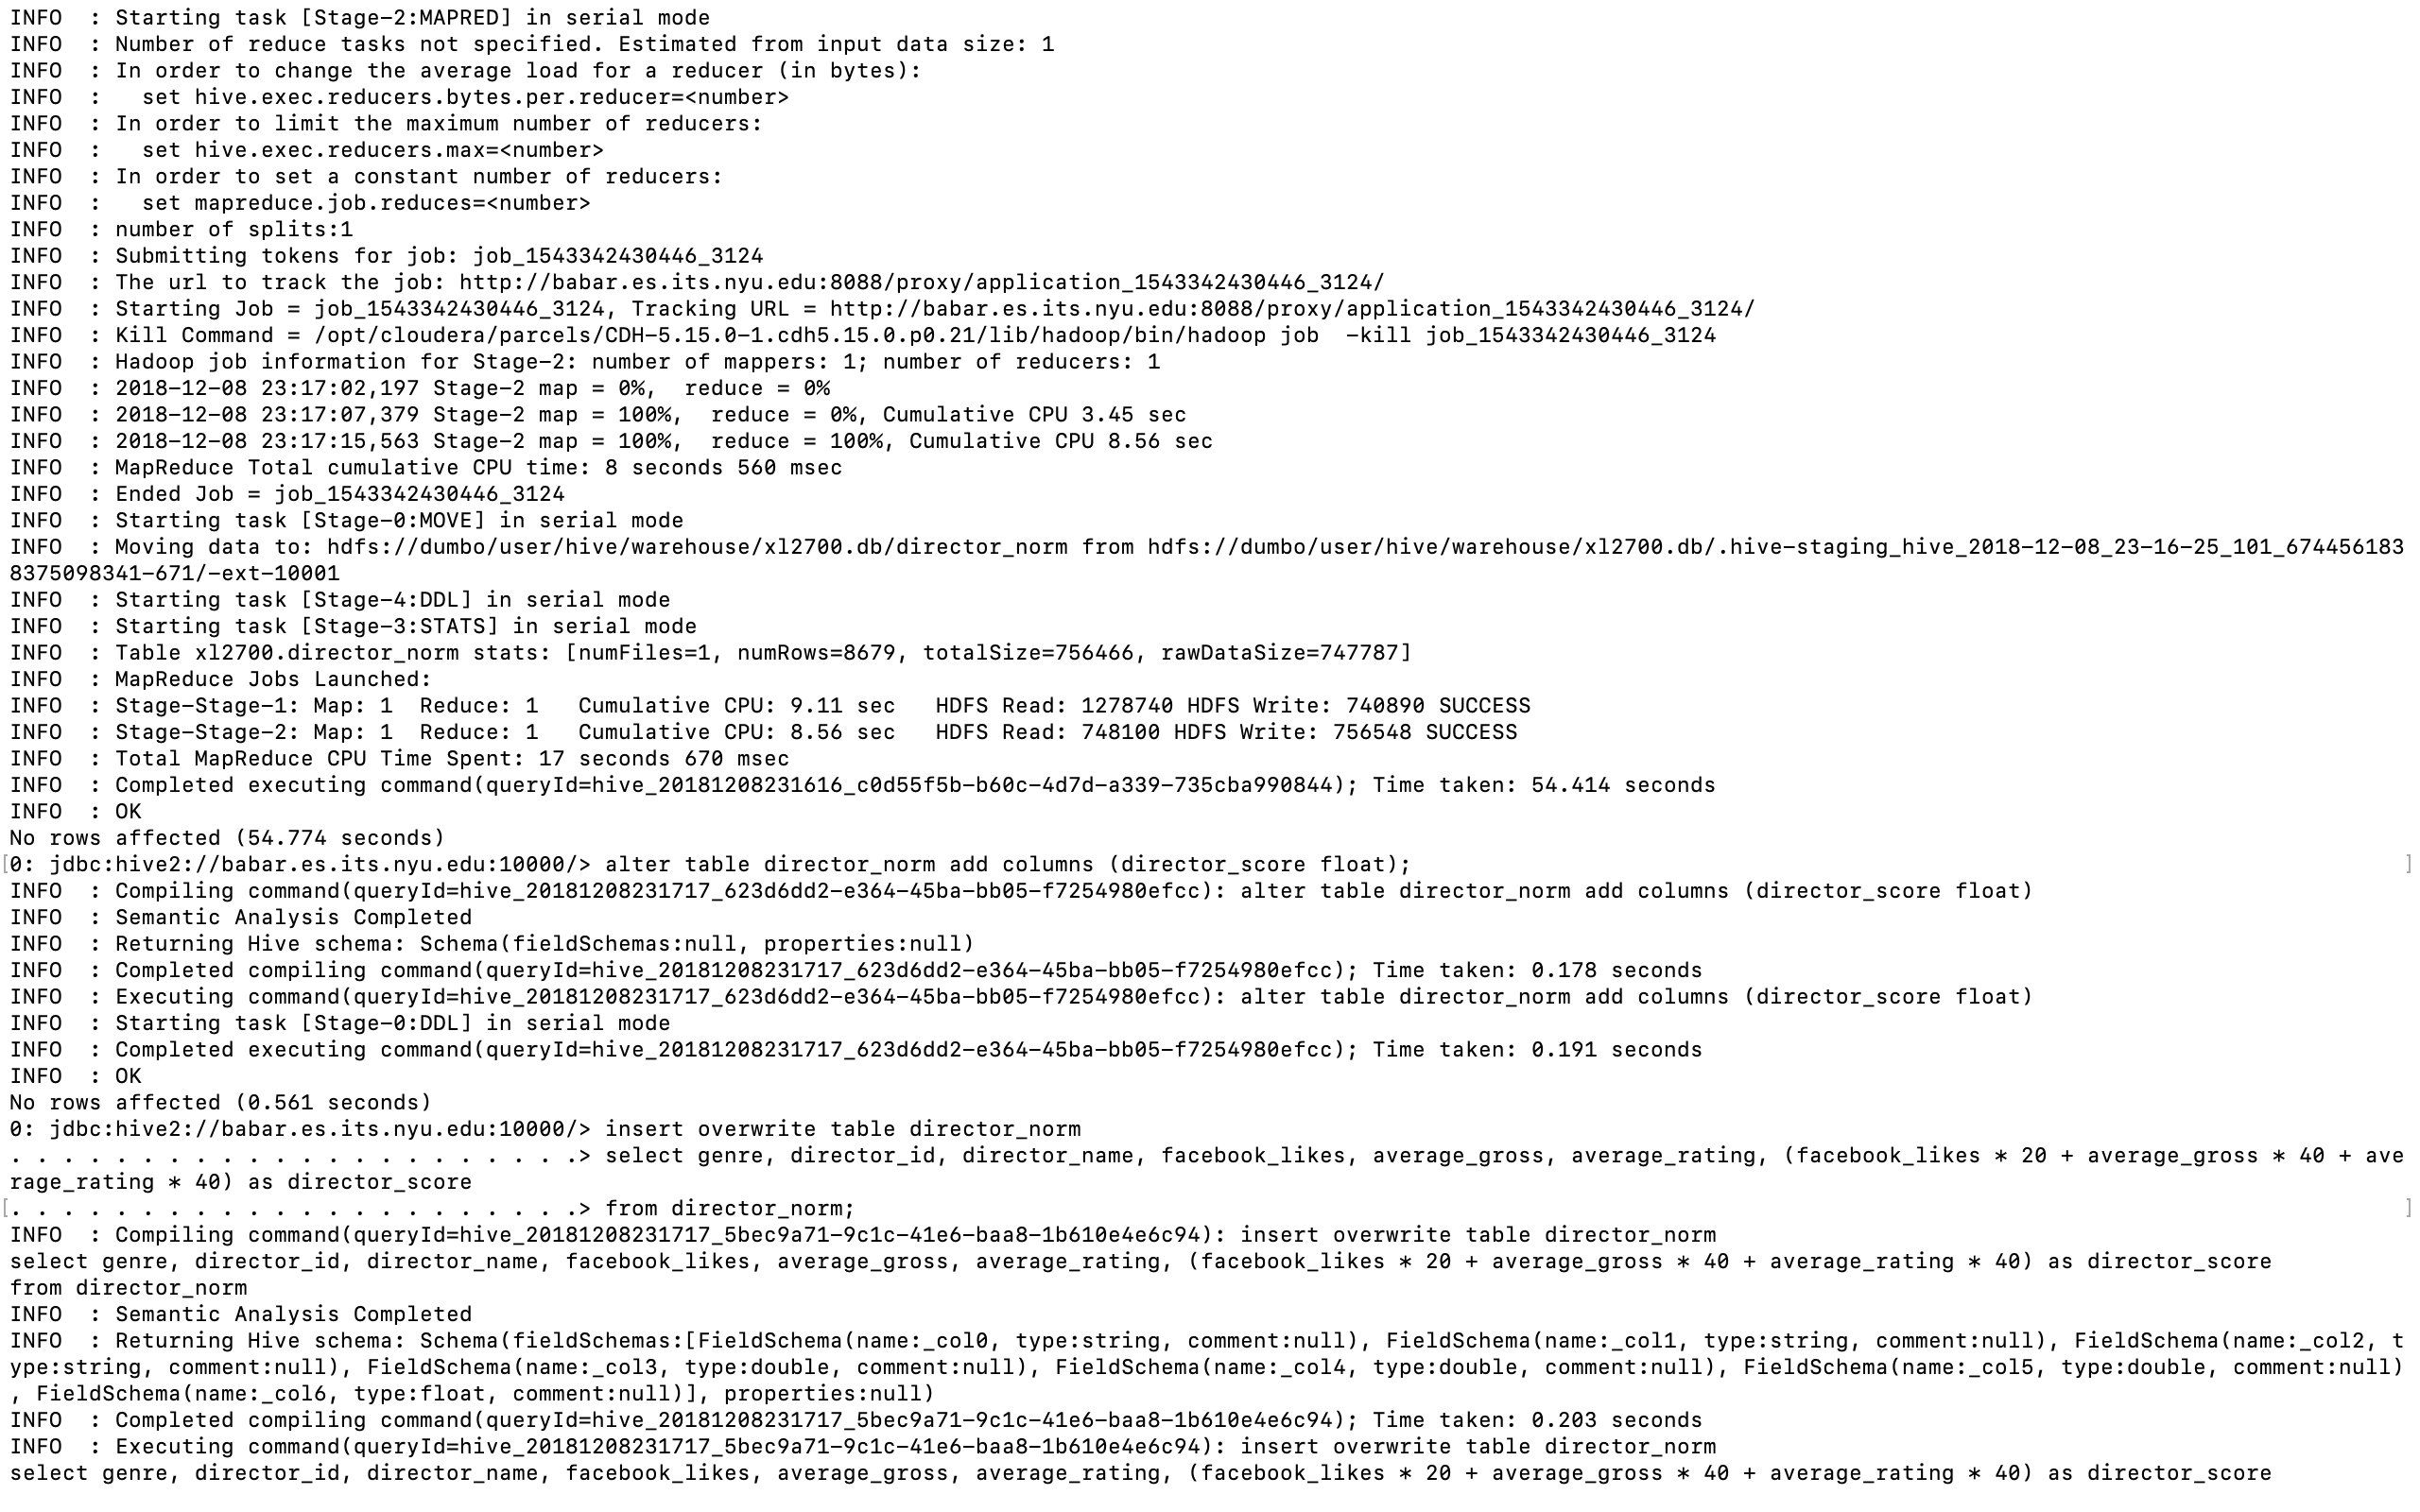 INFO  : Starting task [Stage-2:MAPRED] in serial mode
INFO  : Number of reduce tasks not specified. Estimated from input data size: 1
INFO  : In order to change the average load for a reducer (in bytes):
INFO  :   set hive.exec.reducers.bytes.per.reducer=<number>
INFO  : In order to limit the maximum number of reducers:
INFO  :   set hive.exec.reducers.max=<number>
INFO  : In order to set a constant number of reducers:
INFO  :   set mapreduce.job.reduces=<number>
INFO  : number of splits:1
INFO  : Submitting tokens for job: job_1543342430446_3124
INFO  : The url to track the job: http://babar.es.its.nyu.edu:8088/proxy/application_1543342430446_3124/
INFO  : Starting Job = job_1543342430446_3124, Tracking URL = http://babar.es.its.nyu.edu:8088/proxy/application_1543342430446_3124/
INFO  : Kill Command = /opt/cloudera/parcels/CDH-5.15.0-1.cdh5.15.0.p0.21/lib/hadoop/bin/hadoop job  -kill job_1543342430446_3124
INFO  : Hadoop job information for Stage-2: number of mappers: 1; number of reducers: 1
INFO  : 2018-12-08 23:17:02,197 Stage-2 map = 0%,  reduce = 0%
INFO  : 2018-12-08 23:17:07,379 Stage-2 map = 100%,  reduce = 0%, Cumulative CPU 3.45 sec
INFO  : 2018-12-08 23:17:15,563 Stage-2 map = 100%,  reduce = 100%, Cumulative CPU 8.56 sec
INFO  : MapReduce Total cumulative CPU time: 8 seconds 560 msec
INFO  : Ended Job = job_1543342430446_3124
INFO  : Starting task [Stage-0:MOVE] in serial mode
INFO  : Moving data to: hdfs://dumbo/user/hive/warehouse/xl2700.db/director_norm from hdfs://dumbo/user/hive/warehouse/xl2700.db/.hive-staging_hive_2018-12-08_23-16-25_101_674456183
8375098341-671/-ext-10001
INFO  : Starting task [Stage-4:DDL] in serial mode
INFO  : Starting task [Stage-3:STATS] in serial mode
INFO  : Table xl2700.director_norm stats: [numFiles=1, numRows=8679, totalSize=756466, rawDataSize=747787]
INFO  : MapReduce Jobs Launched:
INFO  : Stage-Stage-1: Map: 1  Reduce: 1   Cumulative CPU: 9.11 sec   HDFS Read: 1278740 HDFS Write: 740890 SUCCESS
INFO  : Stage-Stage-2: Map: 1  Reduce: 1   Cumulative CPU: 8.56 sec   HDFS Read: 748100 HDFS Write: 756548 SUCCESS
INFO  : Total MapReduce CPU Time Spent: 17 seconds 670 msec
INFO  : Completed executing command(queryId=hive_20181208231616_c0d55f5b-b60c-4d7d-a339-735cba990844); Time taken: 54.414 seconds
INFO  : OK
No rows affected (54.774 seconds)
[0: jdbc:hive2://babar.es.its.nyu.edu:10000/> alter table director_norm add columns (director_score float); ]
INFO  : Compiling command(queryId=hive_20181208231717_623d6dd2-e364-45ba-bb05-f7254980efcc): alter table director_norm add columns (director_score float)
INFO  : Semantic Analysis Completed
INFO  : Returning Hive schema: Schema(fieldSchemas:null, properties:null)
INFO  : Completed compiling command(queryId=hive_20181208231717_623d6dd2-e364-45ba-bb05-f7254980efcc); Time taken: 0.178 seconds
INFO  : Executing command(queryId=hive_20181208231717_623d6dd2-e364-45ba-bb05-f7254980efcc): alter table director_norm add columns (director_score float)
INFO  : Starting task [Stage-0:DDL] in serial mode
INFO  : Completed executing command(queryId=hive_20181208231717_623d6dd2-e364-45ba-bb05-f7254980efcc); Time taken: 0.191 seconds
INFO  : OK
No rows affected (0.561 seconds)
0: jdbc:hive2://babar.es.its.nyu.edu:10000/> insert overwrite table director_norm
. . . . . . . . . . . . . . . . . . . . . .> select genre, director_id, director_name, facebook_likes, average_gross, average_rating, (facebook_likes * 20 + average_gross * 40 + ave
rage_rating * 40) as director_score
[. . . . . . . . . . . . . . . . . . . . . .> from director_norm; ]
INFO  : Compiling command(queryId=hive_20181208231717_5bec9a71-9c1c-41e6-baa8-1b610e4e6c94): insert overwrite table director_norm
select genre, director_id, director_name, facebook_likes, average_gross, average_rating, (facebook_likes * 20 + average_gross * 40 + average_rating * 40) as director_score
from director_norm
INFO  : Semantic Analysis Completed
INFO  : Returning Hive schema: Schema(fieldSchemas:[FieldSchema(name:_col0, type:string, comment:null), FieldSchema(name:_col1, type:string, comment:null), FieldSchema(name:_col2, t
ype:string, comment:null), FieldSchema(name:_col3, type:double, comment:null), FieldSchema(name:_col4, type:double, comment:null), FieldSchema(name:_col5, type:double, comment:null)
, FieldSchema(name:_col6, type:float, comment:null)], properties:null)
INFO  : Completed compiling command(queryId=hive_20181208231717_5bec9a71-9c1c-41e6-baa8-1b610e4e6c94); Time taken: 0.203 seconds
INFO  : Executing command(queryId=hive_20181208231717_5bec9a71-9c1c-41e6-baa8-1b610e4e6c94): insert overwrite table director_norm
select genre, director_id, director_name, facebook_likes, average_gross, average_rating, (facebook_likes * 20 + average_gross * 40 + average_rating * 40) as director_score